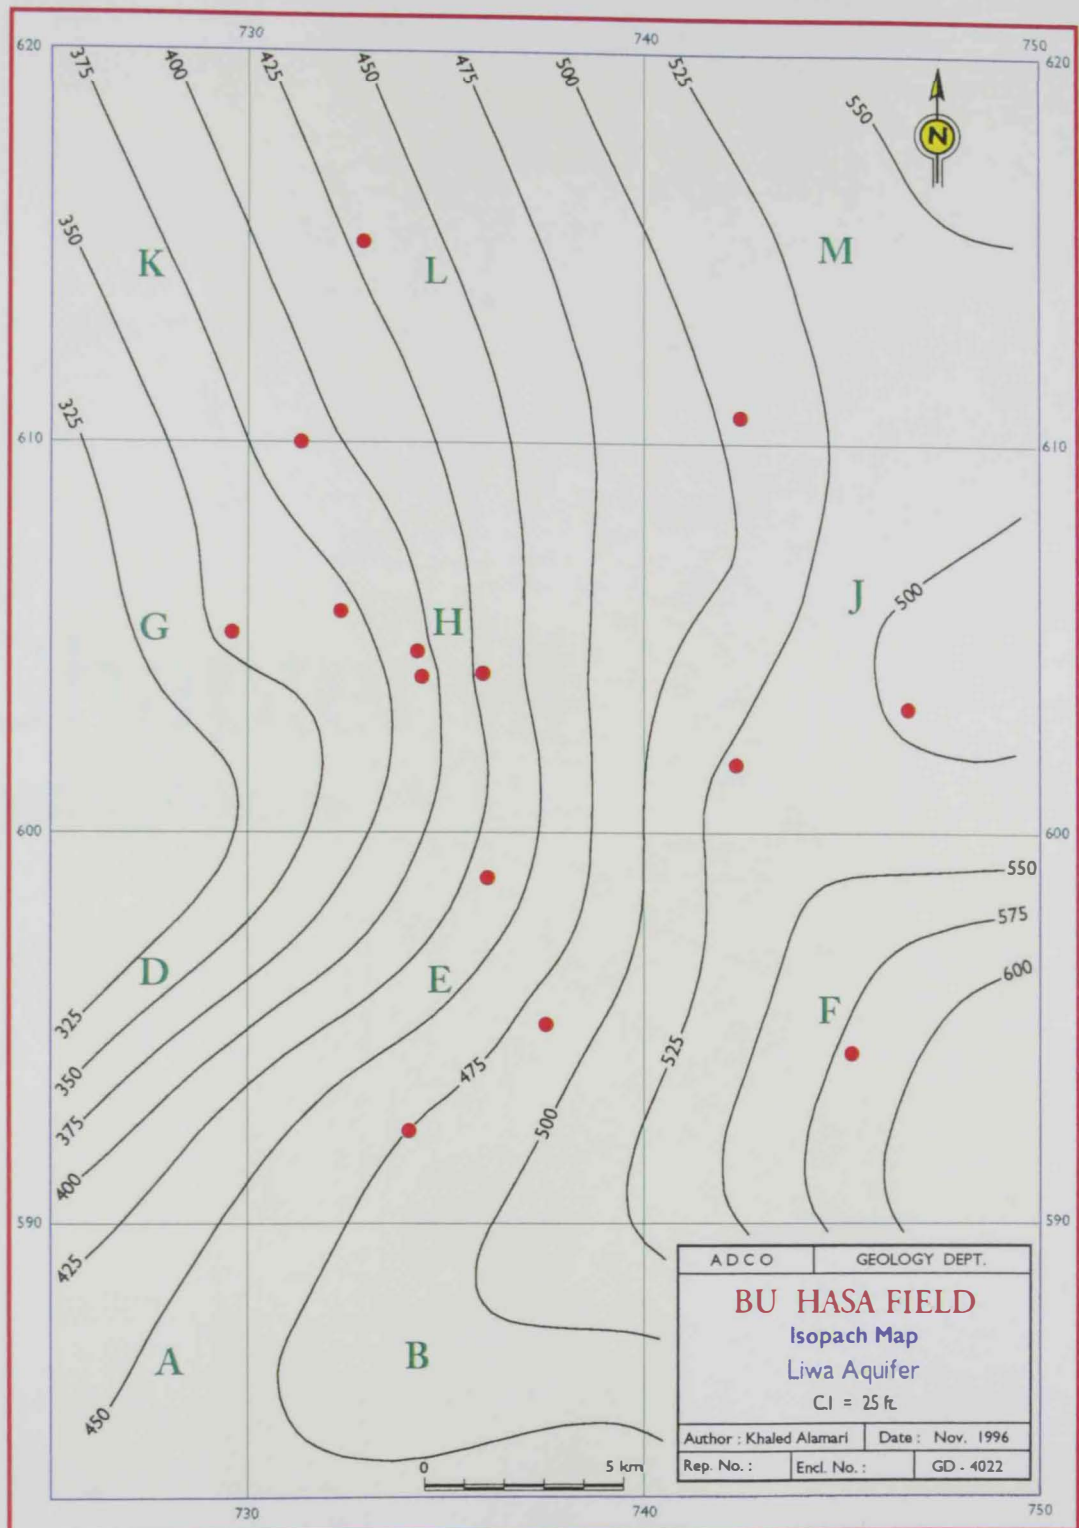 730
740
750
620
620
375
400
425
450
475
500
525
550
N
350
K
L
M
325
610
610
G
H
J
500
600
600
550
575
600
D
E
F
325
350
375
400
425
450
475
500
525
590
590
A
B
ADCO
GEOLOGY DEPT.
BU HASA FIELD
Isopach Map
Liwa Aquifer
C.I = 25 ft.
Author : Khaled Alamari
Date : Nov. 1996
Rep. No. :
Encl. No. :
GD - 4022
0
5 km
730
740
750